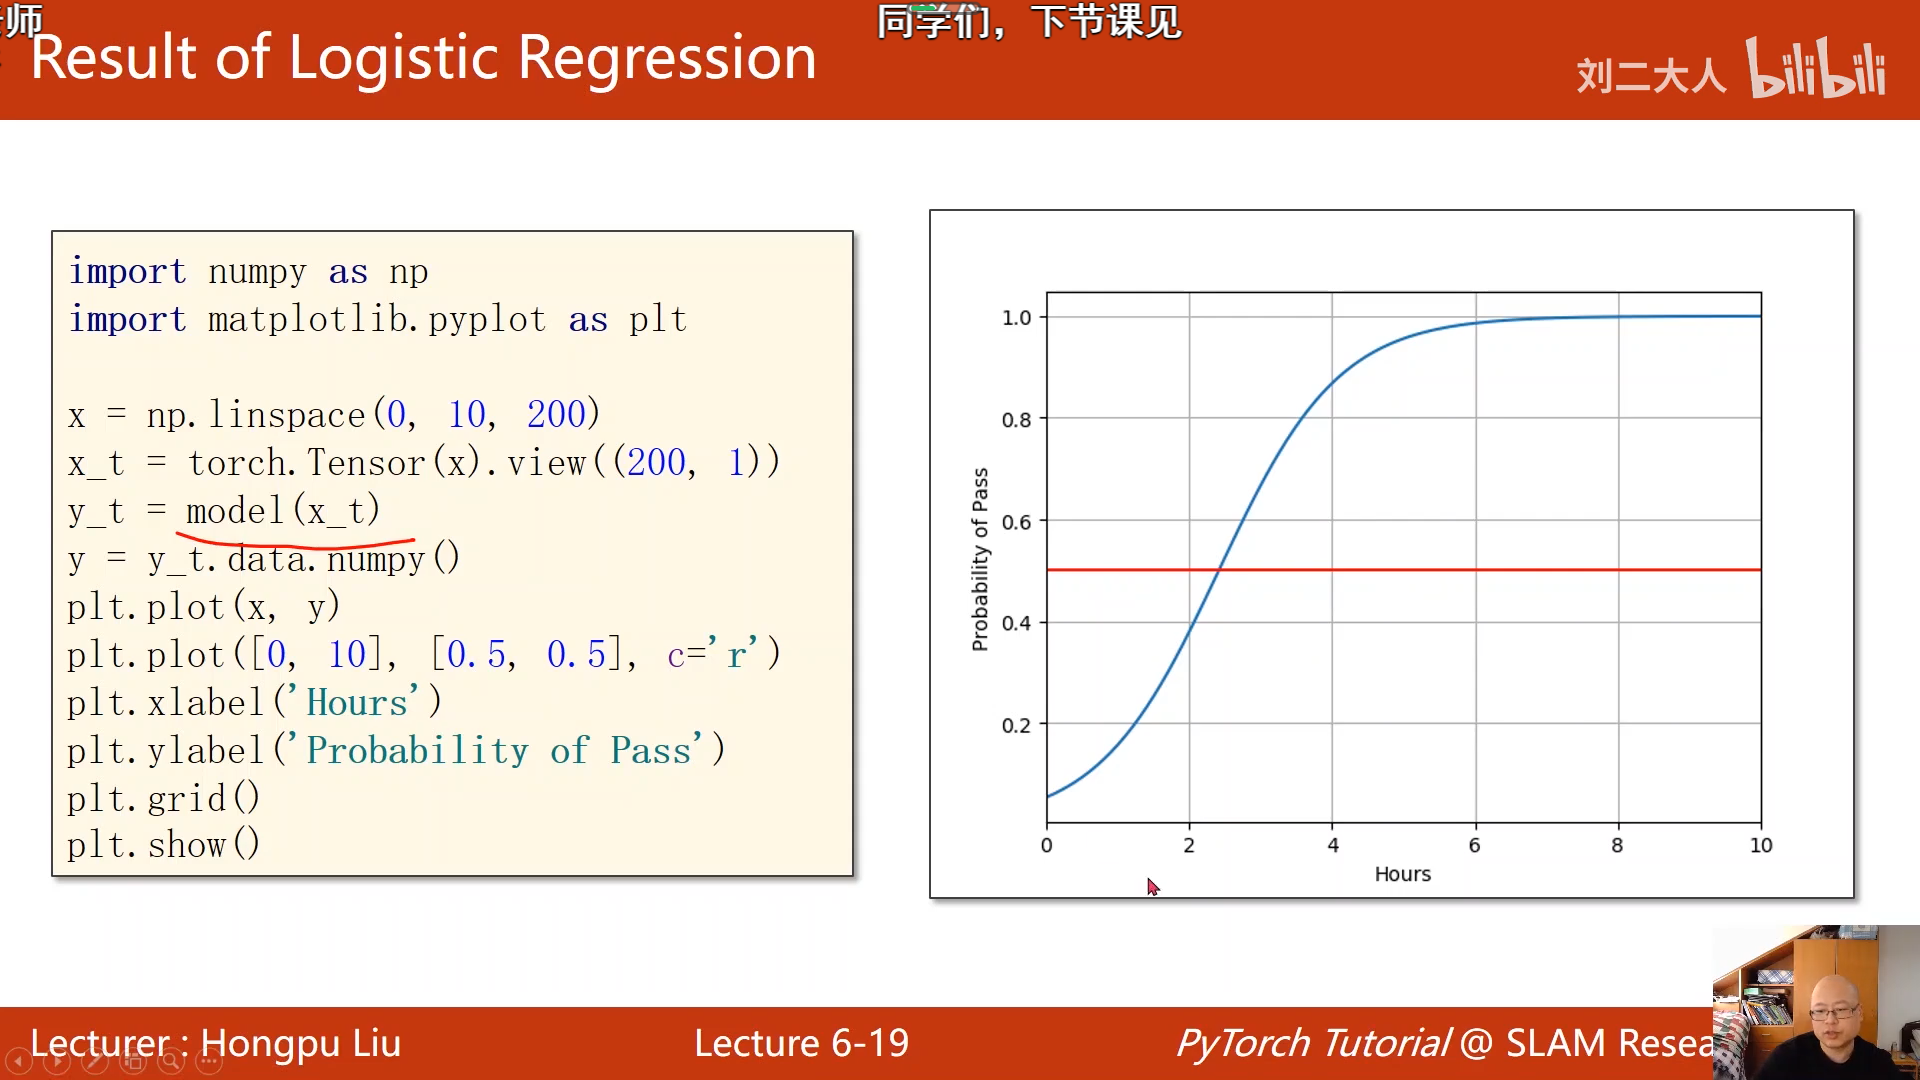 师
同学们，下节课见
Result of Logistic Regression
刘二大人 bilibili
import numpy as np
import matplotlib.pyplot as plt
x = np.linspace(0, 10, 200)
x_t = torch.Tensor(x).view((200, 1))
y_t = model(x_t)
y = y_t.data.numpy()
plt.plot(x, y)
plt.plot([0, 10], [0.5, 0.5], c='r')
plt.xlabel('Hours')
plt.ylabel('Probability of Pass')
plt.grid()
plt.show()
Probability of Pass
1.0
0.8
0.6
0.4
0.2
0 2 4 6 8 10
Hours
Lecturer : Hongpu Liu
Lecture 6-19
PyTorch Tutorial @ SLAM Resea